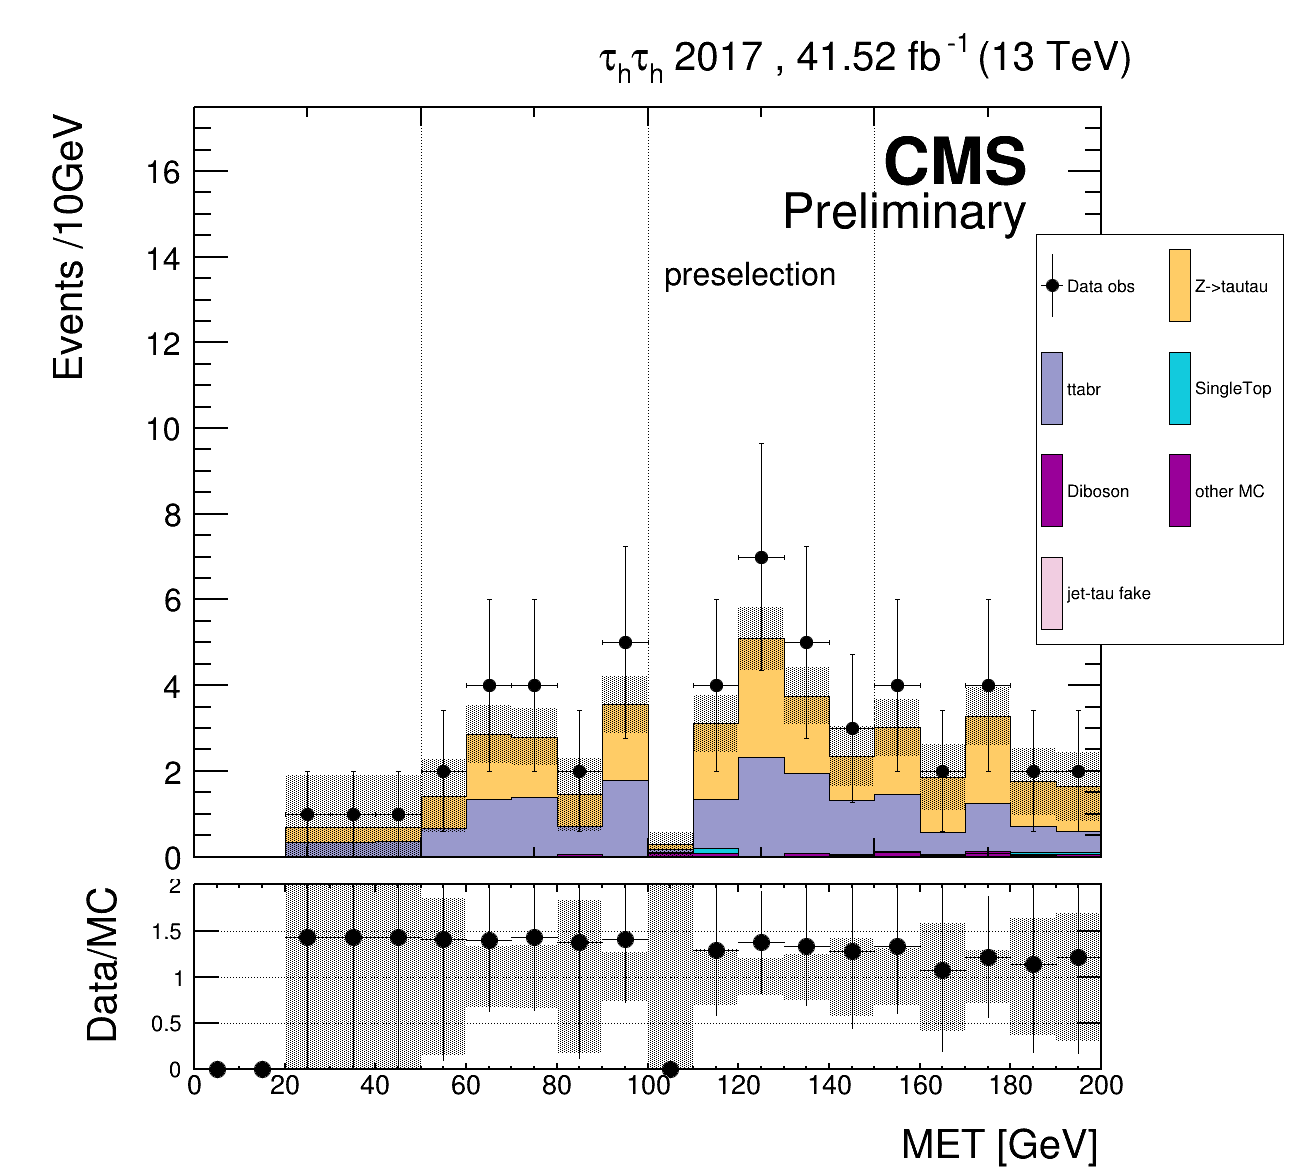 τhτh 2017 , 41.52 fb-1 (13 TeV)
Events /10GeV
CMS
Preliminary
preselection
16
14
12
10
8
6
4
2
0
Data obs
Z->tautau
ttabr
SingleTop
Diboson
other MC
jet-tau fake
Data/MC
2
1.5
1
0.5
0
0 20 40 60 80 100 120 140 160 180 200
MET [GeV]